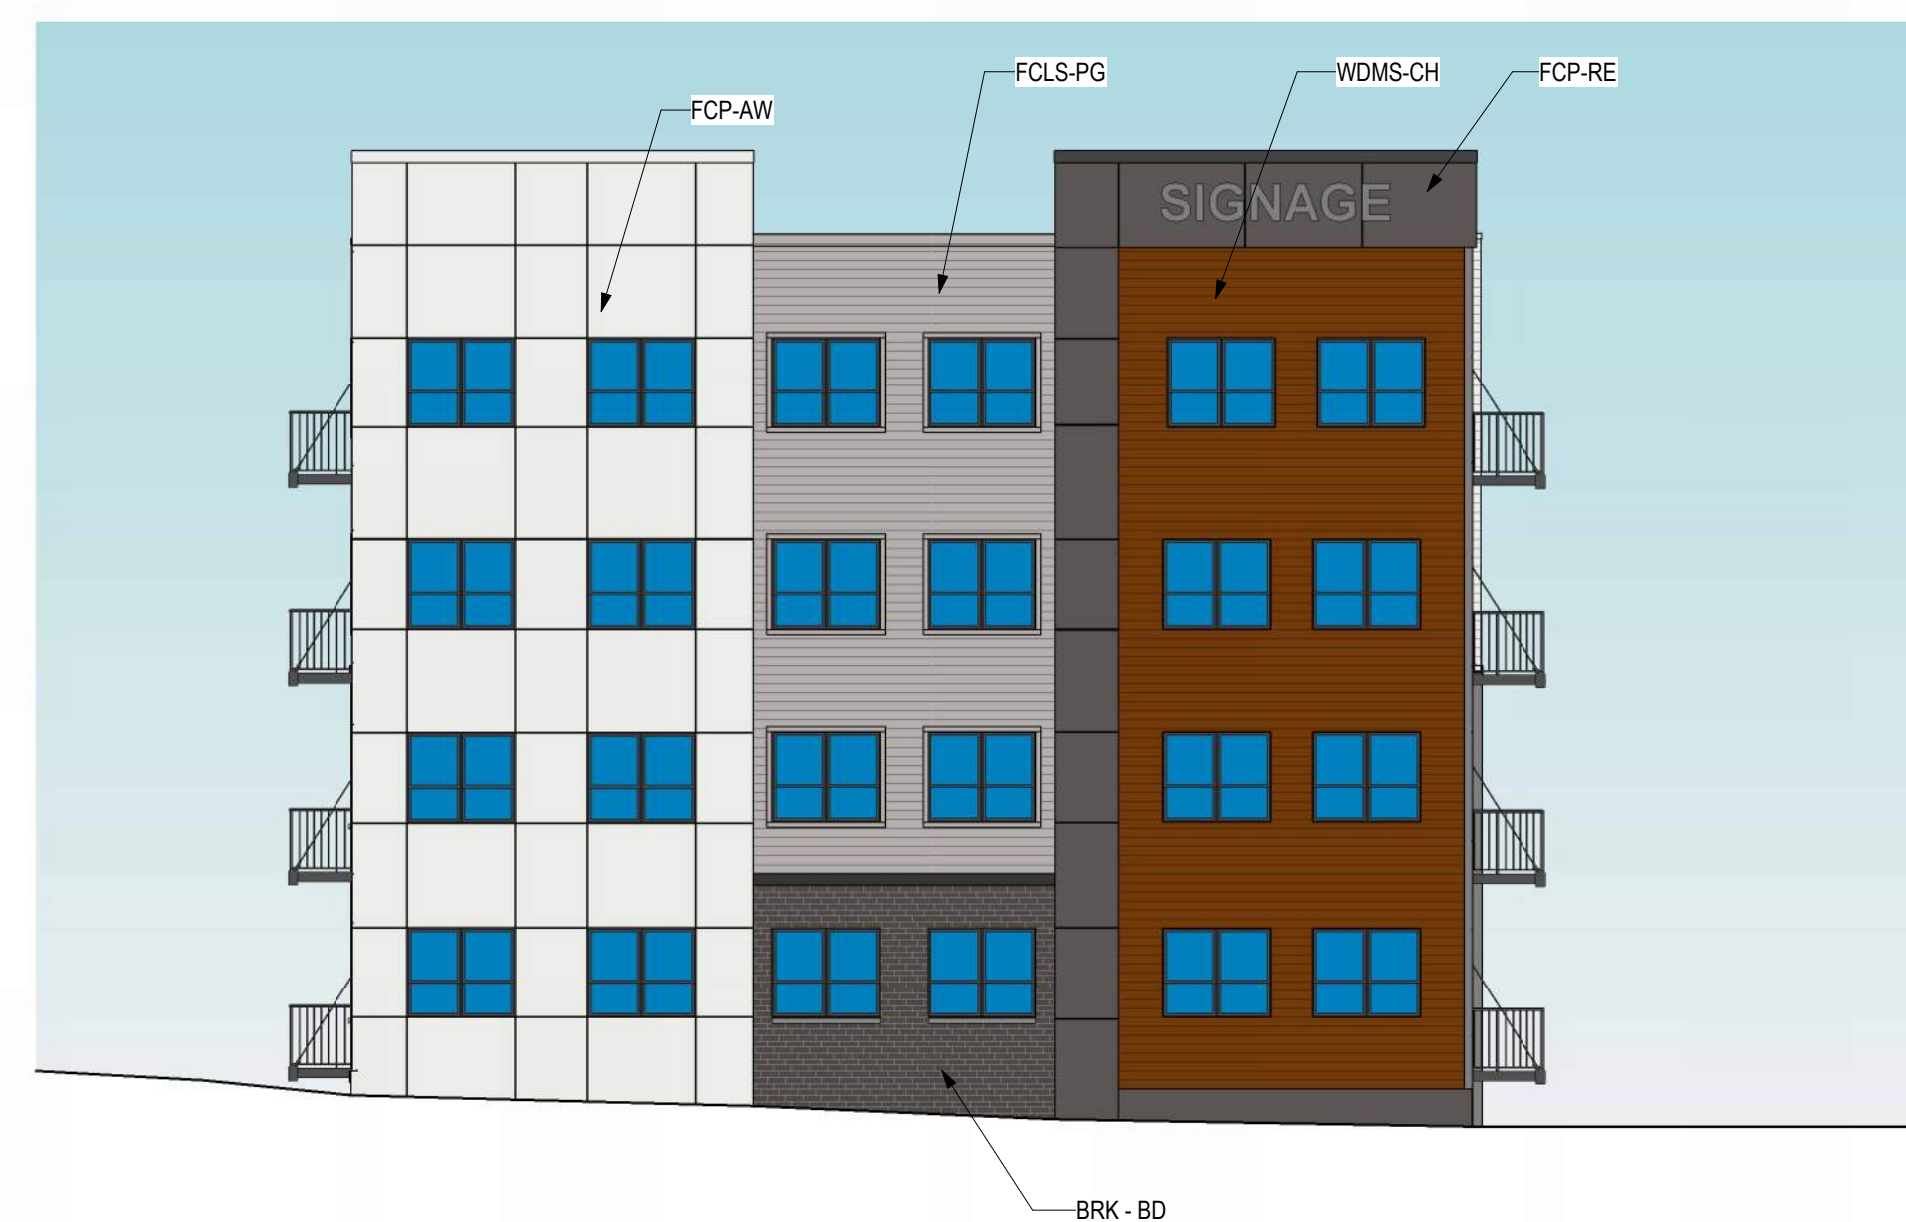 FCLS-PG
WDMS-CH
FCP-RE
FCP-AW
SIGNAGE
BRK - BD